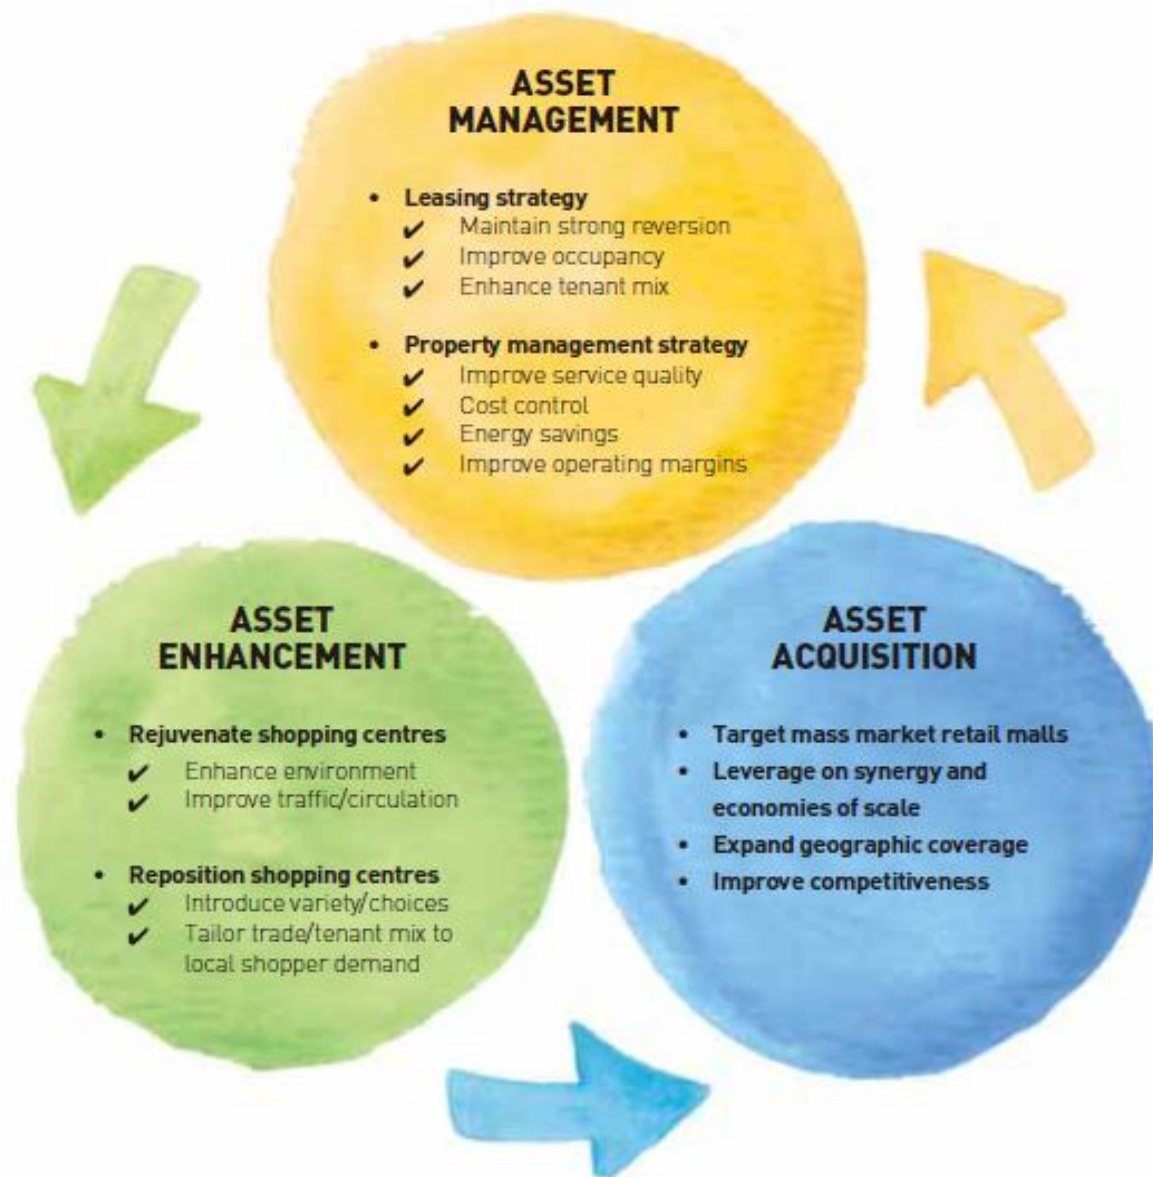 ASSET
MANAGEMENT
• Leasing strategy
✔ Maintain strong reversion
✔ Improve occupancy
✔ Enhance tenant mix
• Property management strategy
✔ Improve service quality
✔ Cost control
✔ Energy savings
✔ Improve operating margins
ASSET
ENHANCEMENT
• Rejuvenate shopping centres
✔ Enhance environment
✔ Improve traffic/circulation
• Reposition shopping centres
✔ Introduce variety/choices
✔ Tailor trade/tenant mix to
local shopper demand
ASSET
ACQUISITION
• Target mass market retail malls
• Leverage on synergy and
economies of scale
• Expand geographic coverage
• Improve competitiveness